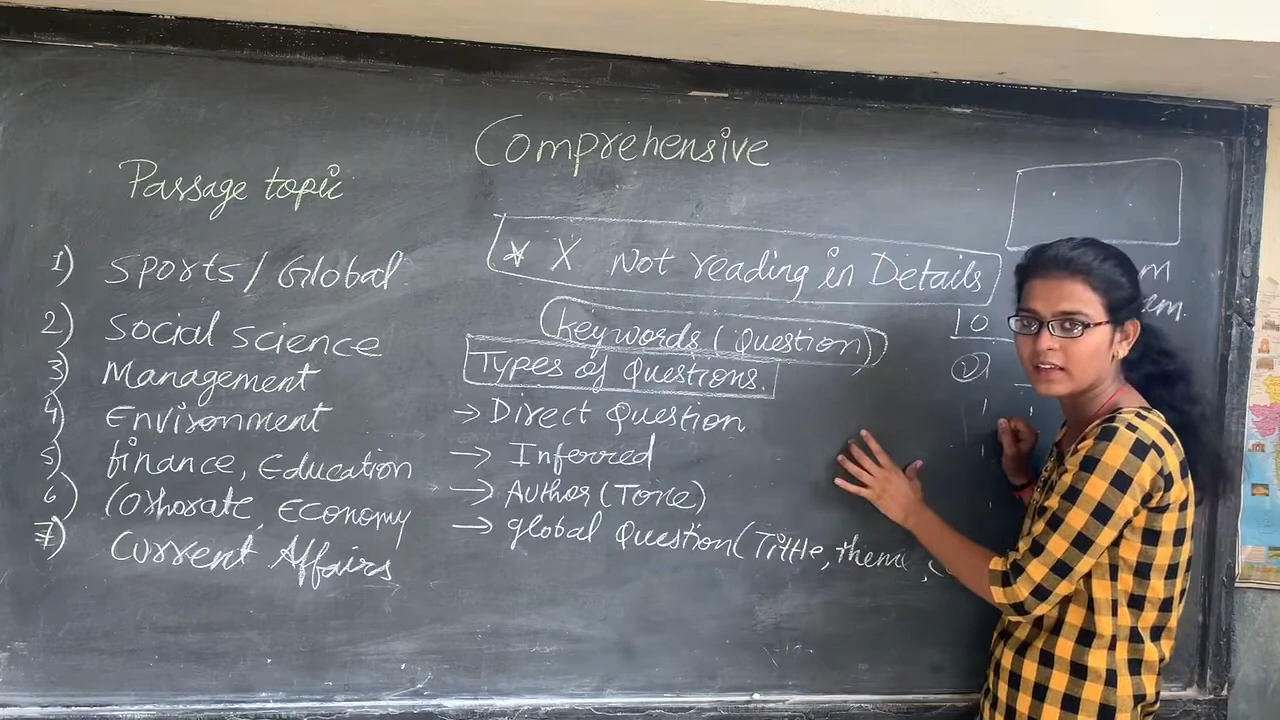 Comprehensive
Passage topic
1) Sports/Global
2) Social Science
3) Management
4) Environment
5) finance, Education
6) Corporate, Economy
7) Current Affairs
* X Not reading in Details
Keywords (Question)
Types of Questions.
→ Direct Question
→ Inferred
→ Author (Tone)
→ global Question (Tittle, theme,
10